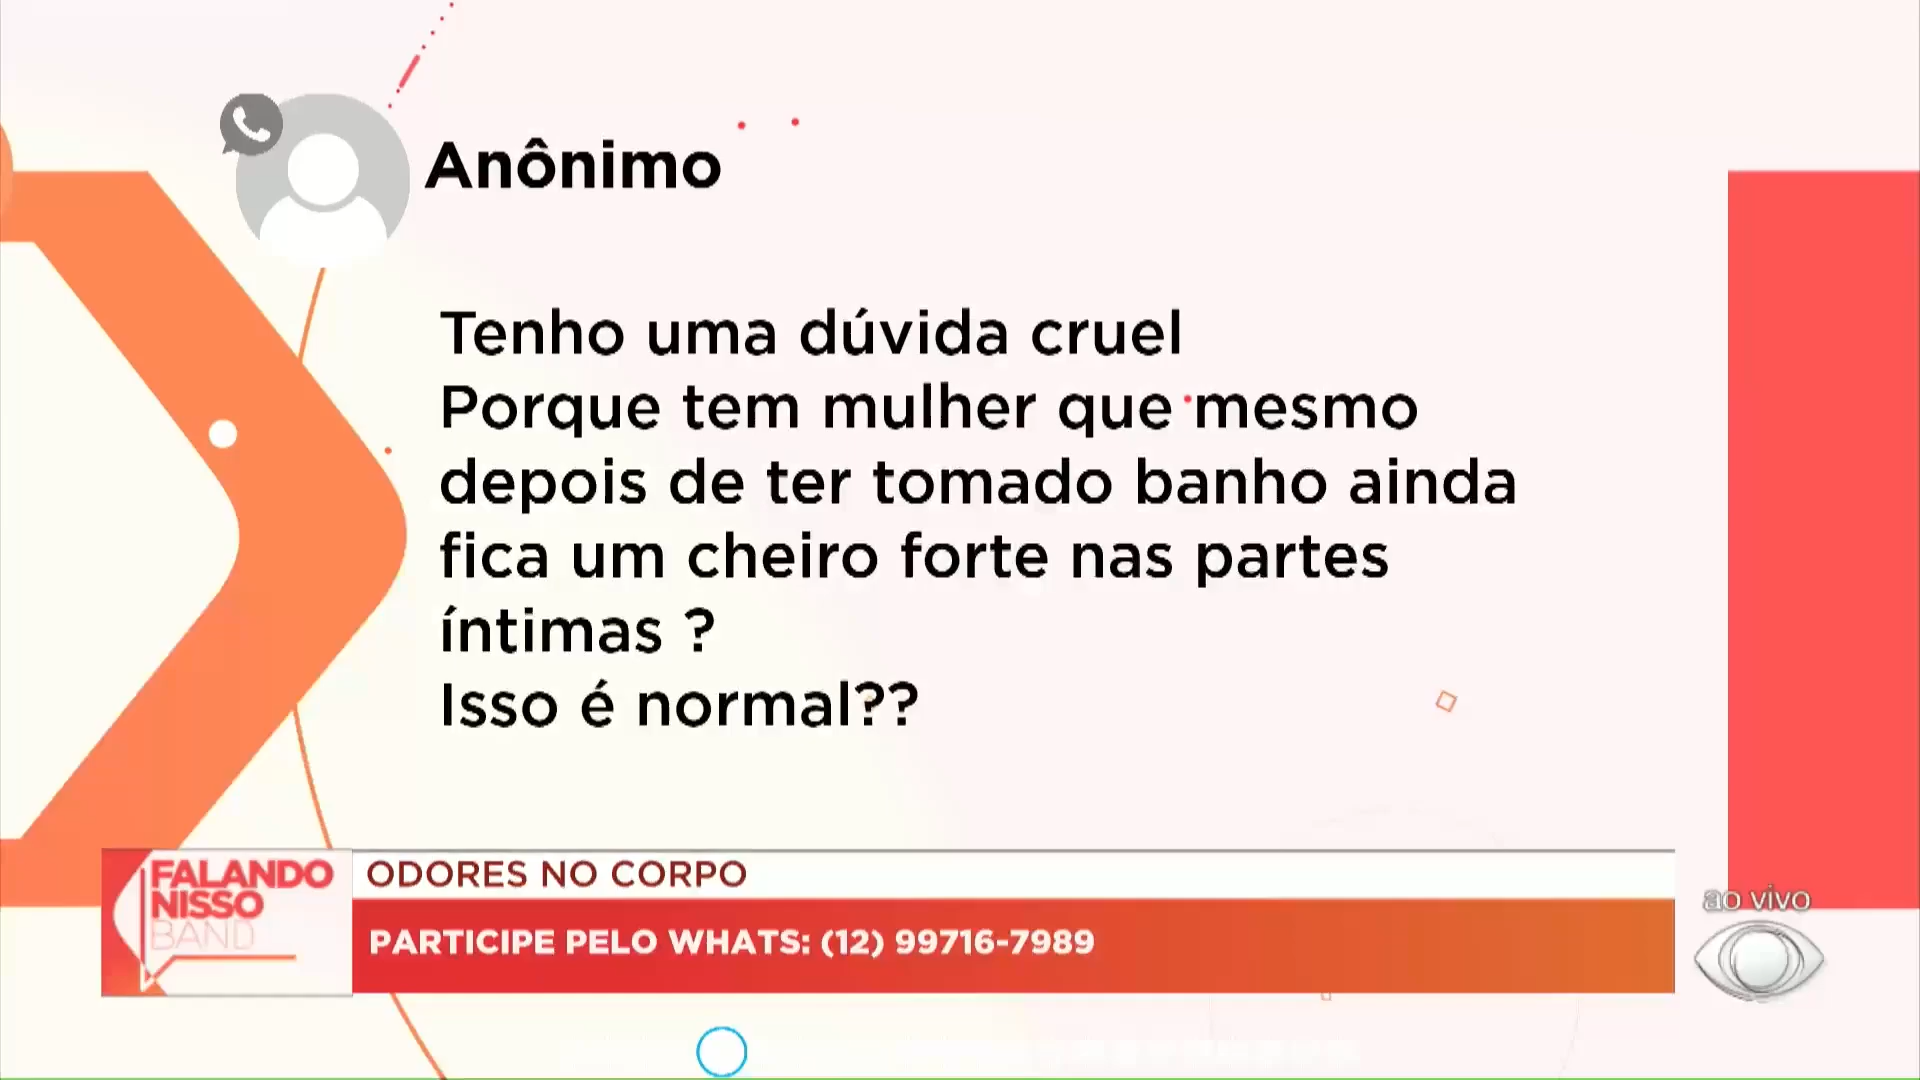 Anônimo
Tenho uma dúvida cruel
Porque tem mulher que mesmo
depois de ter tomado banho ainda
fica um cheiro forte nas partes
íntimas ?
Isso é normal??
FALANDO
NISSO
BAND
ODORES NO CORPO
PARTICIPE PELO WHATS: (12) 99716-7989
ao vivo